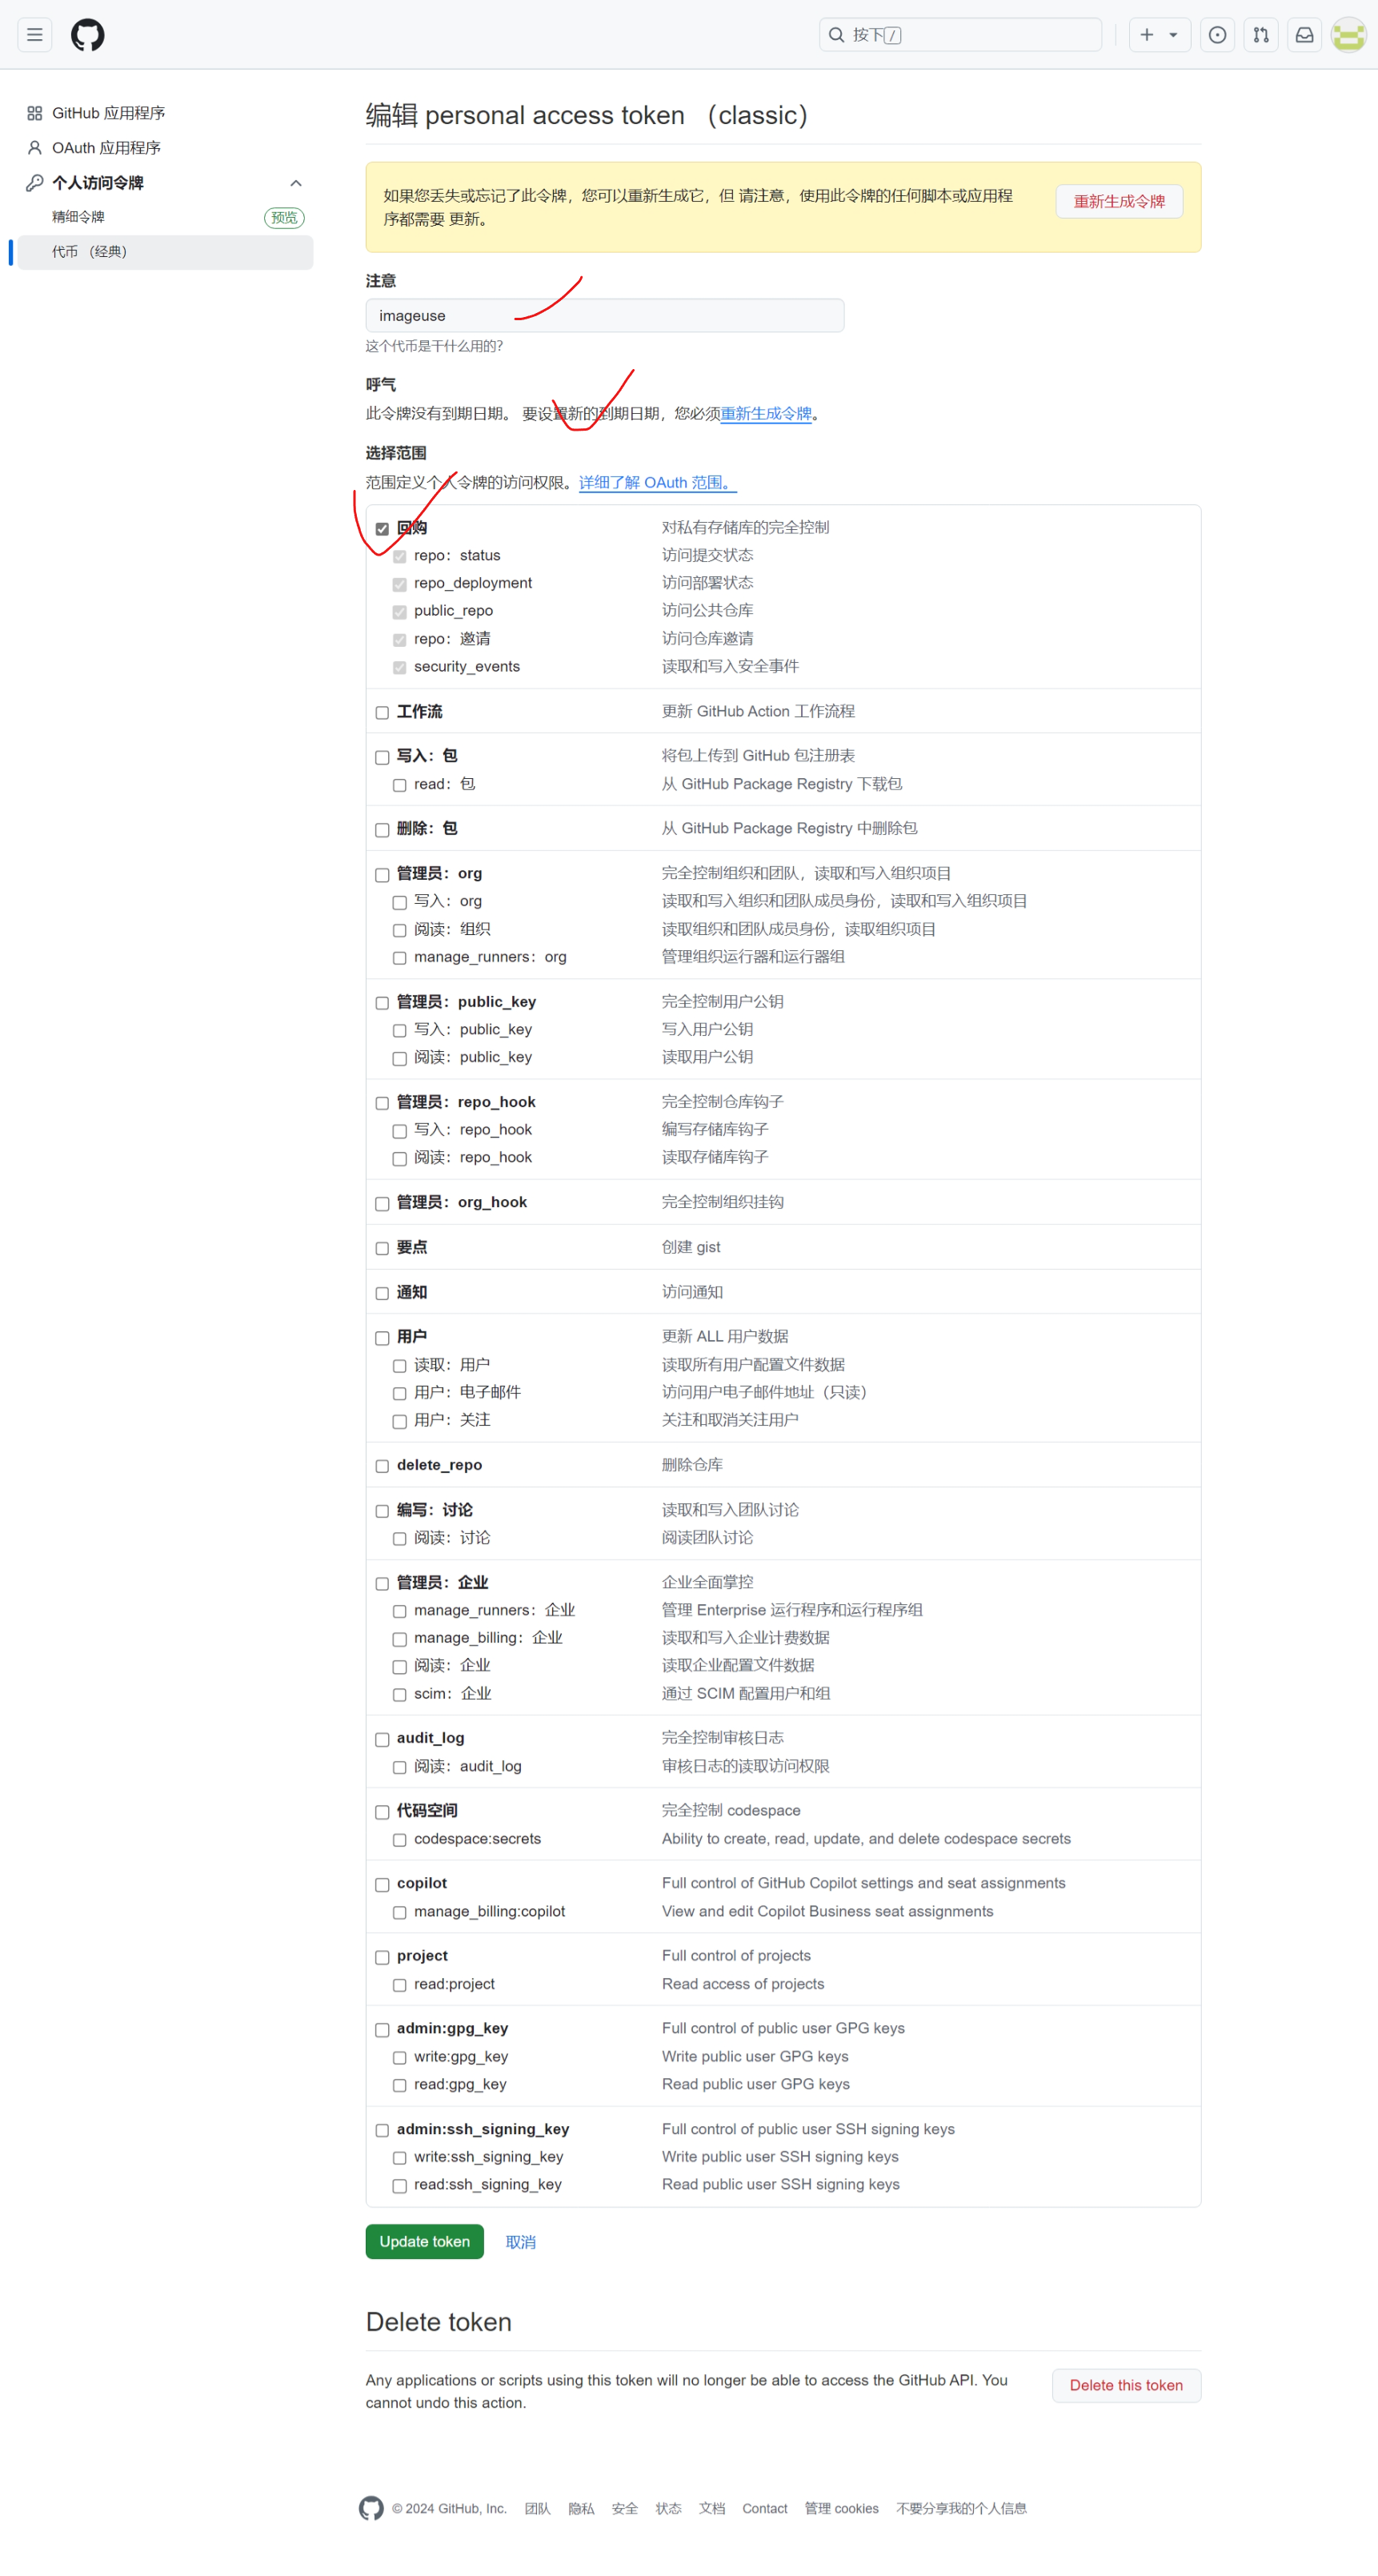 按下 /
GitHub 应用程序
OAuth 应用程序
个人访问令牌
精细令牌 预览
代币 （经典）
编辑 personal access token （classic）
如果您丢失或忘记了此令牌，您可以重新生成它，但 请注意，使用此令牌的任何脚本或应用程
序都需要 更新。
重新生成令牌
注意
imageuse
这个代币是干什么用的？
呼气
此令牌没有到期日期。 要设置新的到期日期，您必须重新生成令牌。
选择范围
范围定义个人令牌的访问权限。详细了解 OAuth 范围。
回购 对私有存储库的完全控制
repo：status 访问提交状态
repo_deployment 访问部署状态
public_repo 访问公共仓库
repo：邀请 访问仓库邀请
security_events 读取和写入安全事件
工作流 更新 GitHub Action 工作流程
写入：包 将包上传到 GitHub 包注册表
read：包 从 GitHub Package Registry 下载包
删除：包 从 GitHub Package Registry 中删除包
管理员：org 完全控制组织和团队，读取和写入组织项目
写入：org 读取和写入组织和团队成员身份，读取和写入组织项目
阅读：组织 读取组织和团队成员身份，读取组织项目
manage_runners：org 管理组织运行器和运行器组
管理员：public_key 完全控制用户公钥
写入：public_key 写入用户公钥
阅读：public_key 读取用户公钥
管理员：repo_hook 完全控制仓库钩子
写入：repo_hook 编写存储库钩子
阅读：repo_hook 读取存储库钩子
管理员：org_hook 完全控制组织挂钩
要点 创建 gist
通知 访问通知
用户 更新 ALL 用户数据
读取：用户 读取所有用户配置文件数据
用户：电子邮件 访问用户电子邮件地址（只读）
用户：关注 关注和取消关注用户
delete_repo 删除仓库
编写：讨论 读取和写入团队讨论
阅读：讨论 阅读团队讨论
管理员：企业 企业全面掌控
manage_runners：企业 管理 Enterprise 运行程序和运行程序组
manage_billing：企业 读取和写入企业计费数据
阅读：企业 读取企业配置文件数据
scim：企业 通过 SCIM 配置用户和组
audit_log 完全控制审核日志
阅读：audit_log 审核日志的读取访问权限
代码空间 完全控制 codespace
codespace:secrets Ability to create, read, update, and delete codespace secrets
copilot Full control of GitHub Copilot settings and seat assignments
manage_billing:copilot View and edit Copilot Business seat assignments
project Full control of projects
read:project Read access of projects
admin:gpg_key Full control of public user GPG keys
write:gpg_key Write public user GPG keys
read:gpg_key Read public user GPG keys
admin:ssh_signing_key Full control of public user SSH signing keys
write:ssh_signing_key Write public user SSH signing keys
read:ssh_signing_key Read public user SSH signing keys
Update token 取消
Delete token
Any applications or scripts using this token will no longer be able to access the GitHub API. You
cannot undo this action.
Delete this token
© 2024 GitHub, Inc. 团队 隐私 安全 状态 文档 Contact 管理 cookies 不要分享我的个人信息